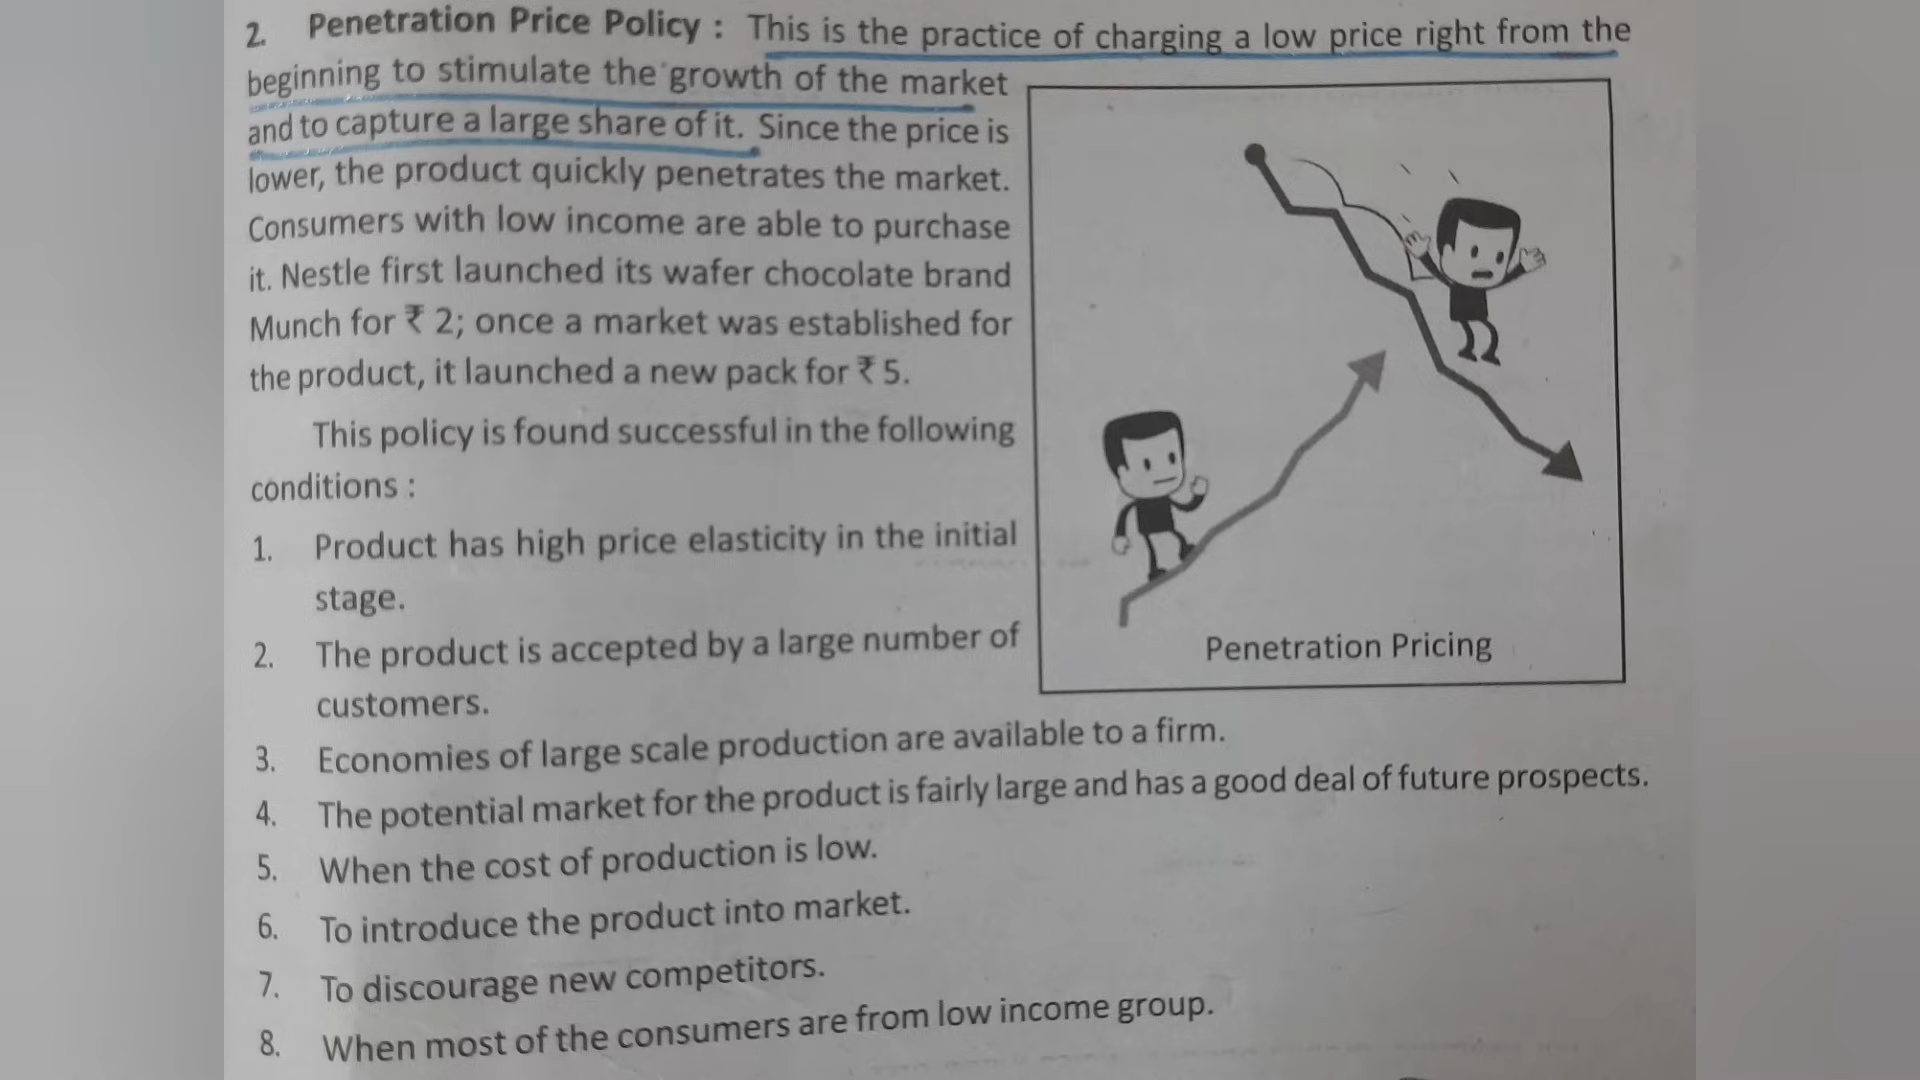 2. Penetration Price Policy : This is the practice of charging a low price right from the
beginning to stimulate the growth of the market
and to capture a large share of it. Since the price is
lower, the product quickly penetrates the market.
Consumers with low income are able to purchase
it. Nestle first launched its wafer chocolate brand
Munch for ₹ 2; once a market was established for
the product, it launched a new pack for ₹ 5.
This policy is found successful in the following
conditions :
1. Product has high price elasticity in the initial
stage.
2. The product is accepted by a large number of
customers.
Penetration Pricing
3. Economies of large scale production are available to a firm.
4. The potential market for the product is fairly large and has a good deal of future prospects.
5. When the cost of production is low.
6. To introduce the product into market.
7. To discourage new competitors.
8. When most of the consumers are from low income group.